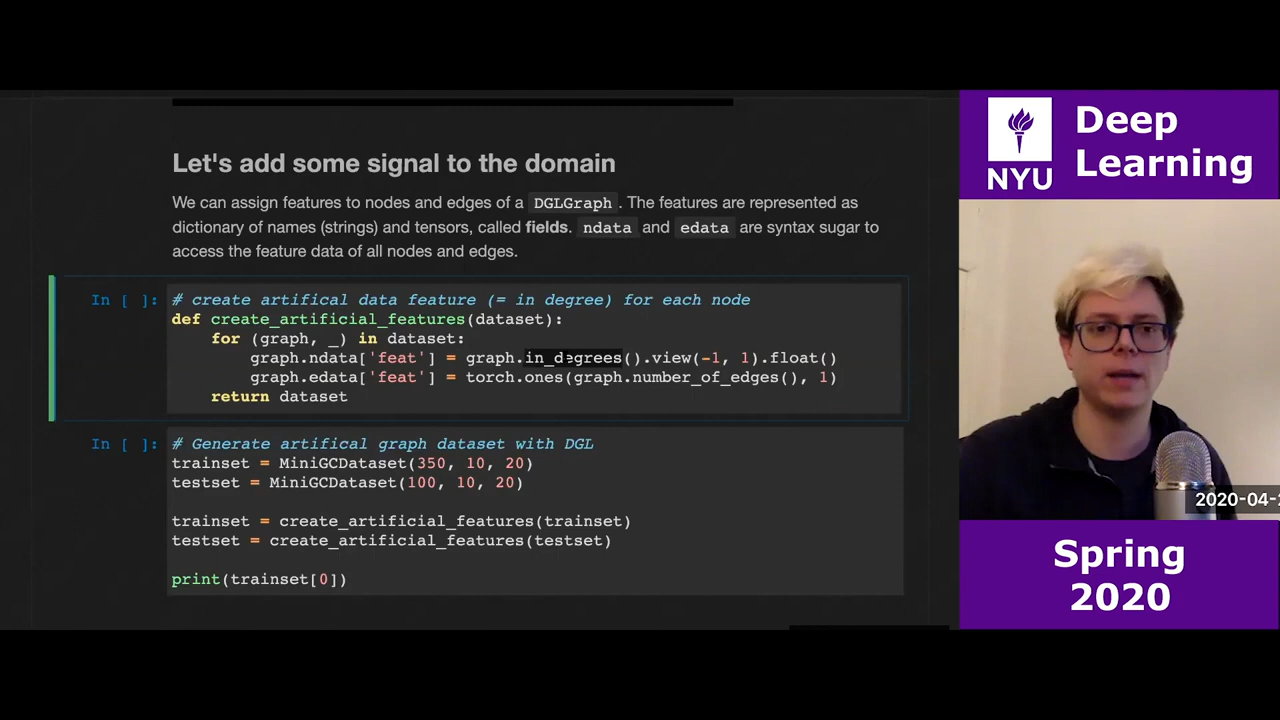 Let's add some signal to the domain
We can assign features to nodes and edges of a DGLGraph . The features are represented as
dictionary of names (strings) and tensors, called fields. ndata and edata are syntax sugar to
access the feature data of all nodes and edges.
In [ ]:
# create artifical data feature (= in degree) for each node
def create_artificial_features(dataset):
    for (graph, _) in dataset:
        graph.ndata['feat'] = graph.in_degrees().view(-1, 1).float()
        graph.edata['feat'] = torch.ones(graph.number_of_edges(), 1)
    return dataset
In [ ]:
# Generate artifical graph dataset with DGL
trainset = MiniGCDataset(350, 10, 20)
testset = MiniGCDataset(100, 10, 20)
trainset = create_artificial_features(trainset)
testset = create_artificial_features(testset)
print(trainset[0])
NYU
Deep
Learning
2020-04-2
Spring
2020